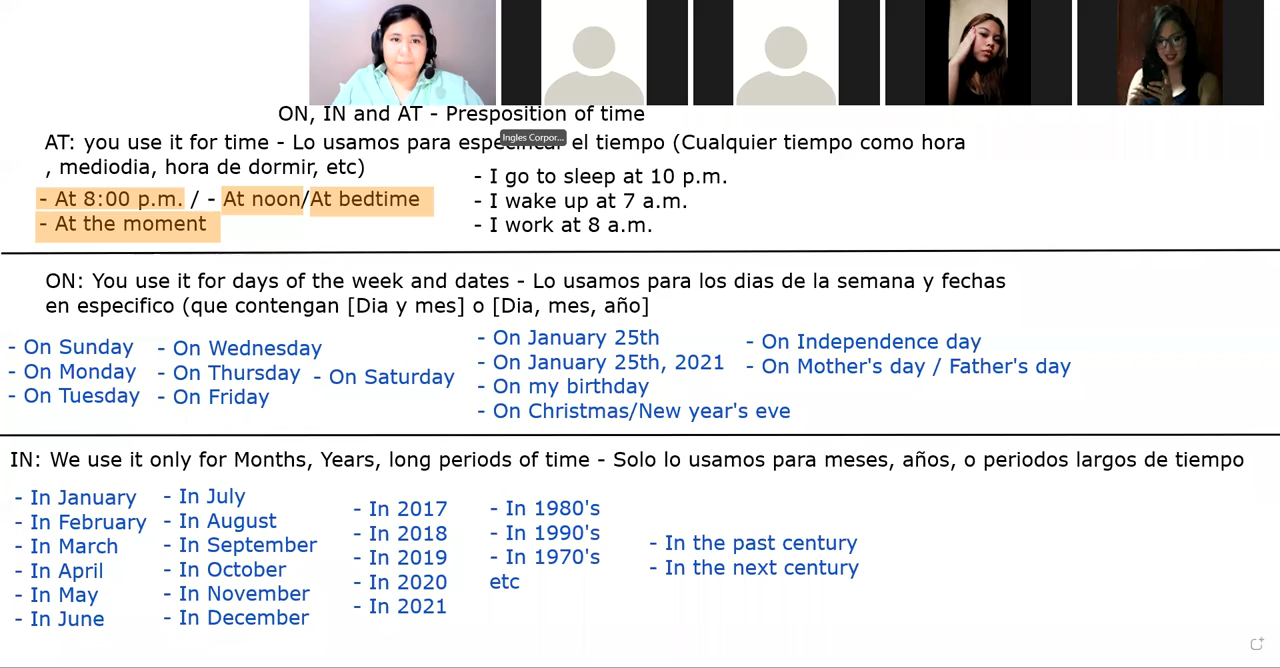 ON, IN and AT - Presposition of time
Ingles Corpor...
AT: you use it for time - Lo usamos para especificar el tiempo (Cualquier tiempo como hora
, mediodia, hora de dormir, etc)
- At 8:00 p.m. / - At noon/At bedtime
- At the moment
- I go to sleep at 10 p.m.
- I wake up at 7 a.m.
- I work at 8 a.m.
ON: You use it for days of the week and dates - Lo usamos para los dias de la semana y fechas
en especifico (que contengan [Dia y mes] o [Dia, mes, año]
- On Sunday
- On Monday
- On Tuesday
- On Wednesday
- On Thursday
- On Friday
- On Saturday
- On January 25th
- On January 25th, 2021
- On my birthday
- On Christmas/New year's eve
- On Independence day
- On Mother's day / Father's day
IN: We use it only for Months, Years, long periods of time - Solo lo usamos para meses, años, o periodos largos de tiempo
- In January
- In February
- In March
- In April
- In May
- In June
- In July
- In August
- In September
- In October
- In November
- In December
- In 2017
- In 2018
- In 2019
- In 2020
- In 2021
- In 1980's
- In 1990's
- In 1970's
etc
- In the past century
- In the next century